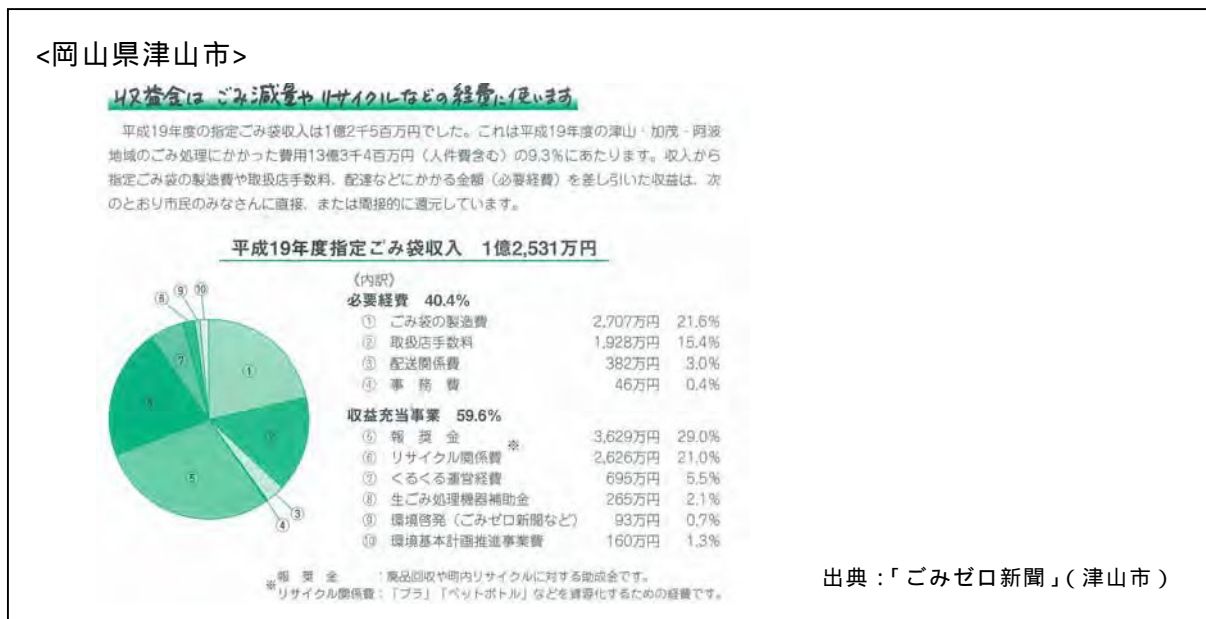 <岡山県津山市>
収益金は ごみ減量や リサイクルなどの経費に使います
平成19年度の指定ごみ袋収入は1億2千5百万円でした。これは平成19年度の津山・加茂・阿波
地域のごみ処理にかかった費用13億3千4百万円(人件費含む)の9.3%にあたります。収入から
指定ごみ袋の製造費や取扱店手数料、配達などにかかる金額(必要経費)を差し引いた収益は、次
のとおり市民のみなさんに直接、または間接的に還元しています。
平成19年度指定ごみ袋収入 1億2,531万円
(内訳)
必要経費 40.4%
① ごみ袋の製造費 2,707万円 21.6%
② 取扱店手数料 1,928万円 15.4%
③ 配送関係費 382万円 3.0%
④ 事務費 46万円 0.4%
収益充当事業 59.6%
⑤ 報奨金 ※ 3,629万円 29.0%
⑥ リサイクル関係費 2,626万円 21.0%
⑦ くるくる運営経費 695万円 5.5%
⑧ 生ごみ処理機器補助金 265万円 2.1%
⑨ 環境啓発(ごみゼロ新聞など) 93万円 0.7%
⑩ 環境基本計画推進事業費 160万円 1.3%
⑧ ⑨ ⑩
①
②
③
④
⑤
⑦
※報奨金 :廃品回収や町内リサイクルに対する助成金です。
リサイクル関係費:「プラ」「ペットボトル」などを資源化するための経費です。
出典:「ごみゼロ新聞」(津山市)